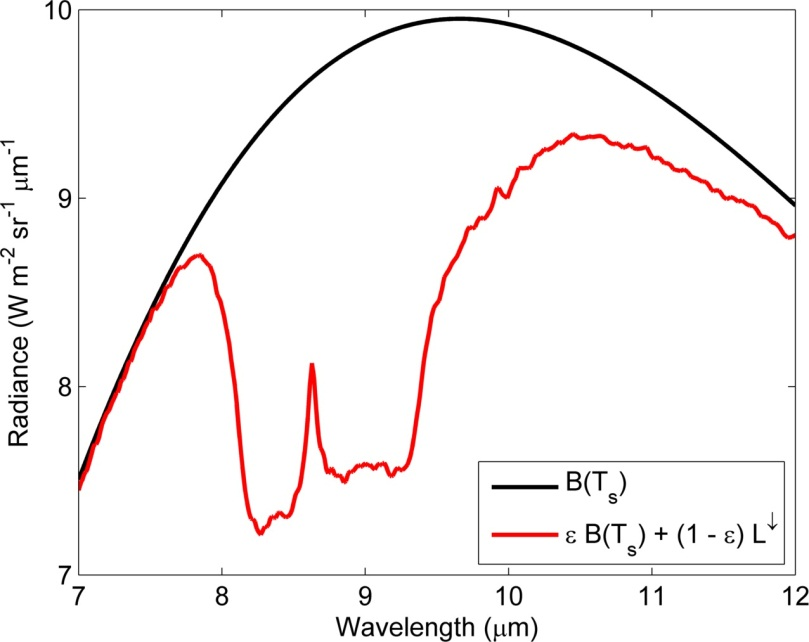 10
9
8
7
Radiance (W m⁻² sr⁻¹ μm⁻¹)
7 8 9 10 11 12
Wavelength (μm)
B(Tₛ)
ε B(Tₛ) + (1 - ε) L↓